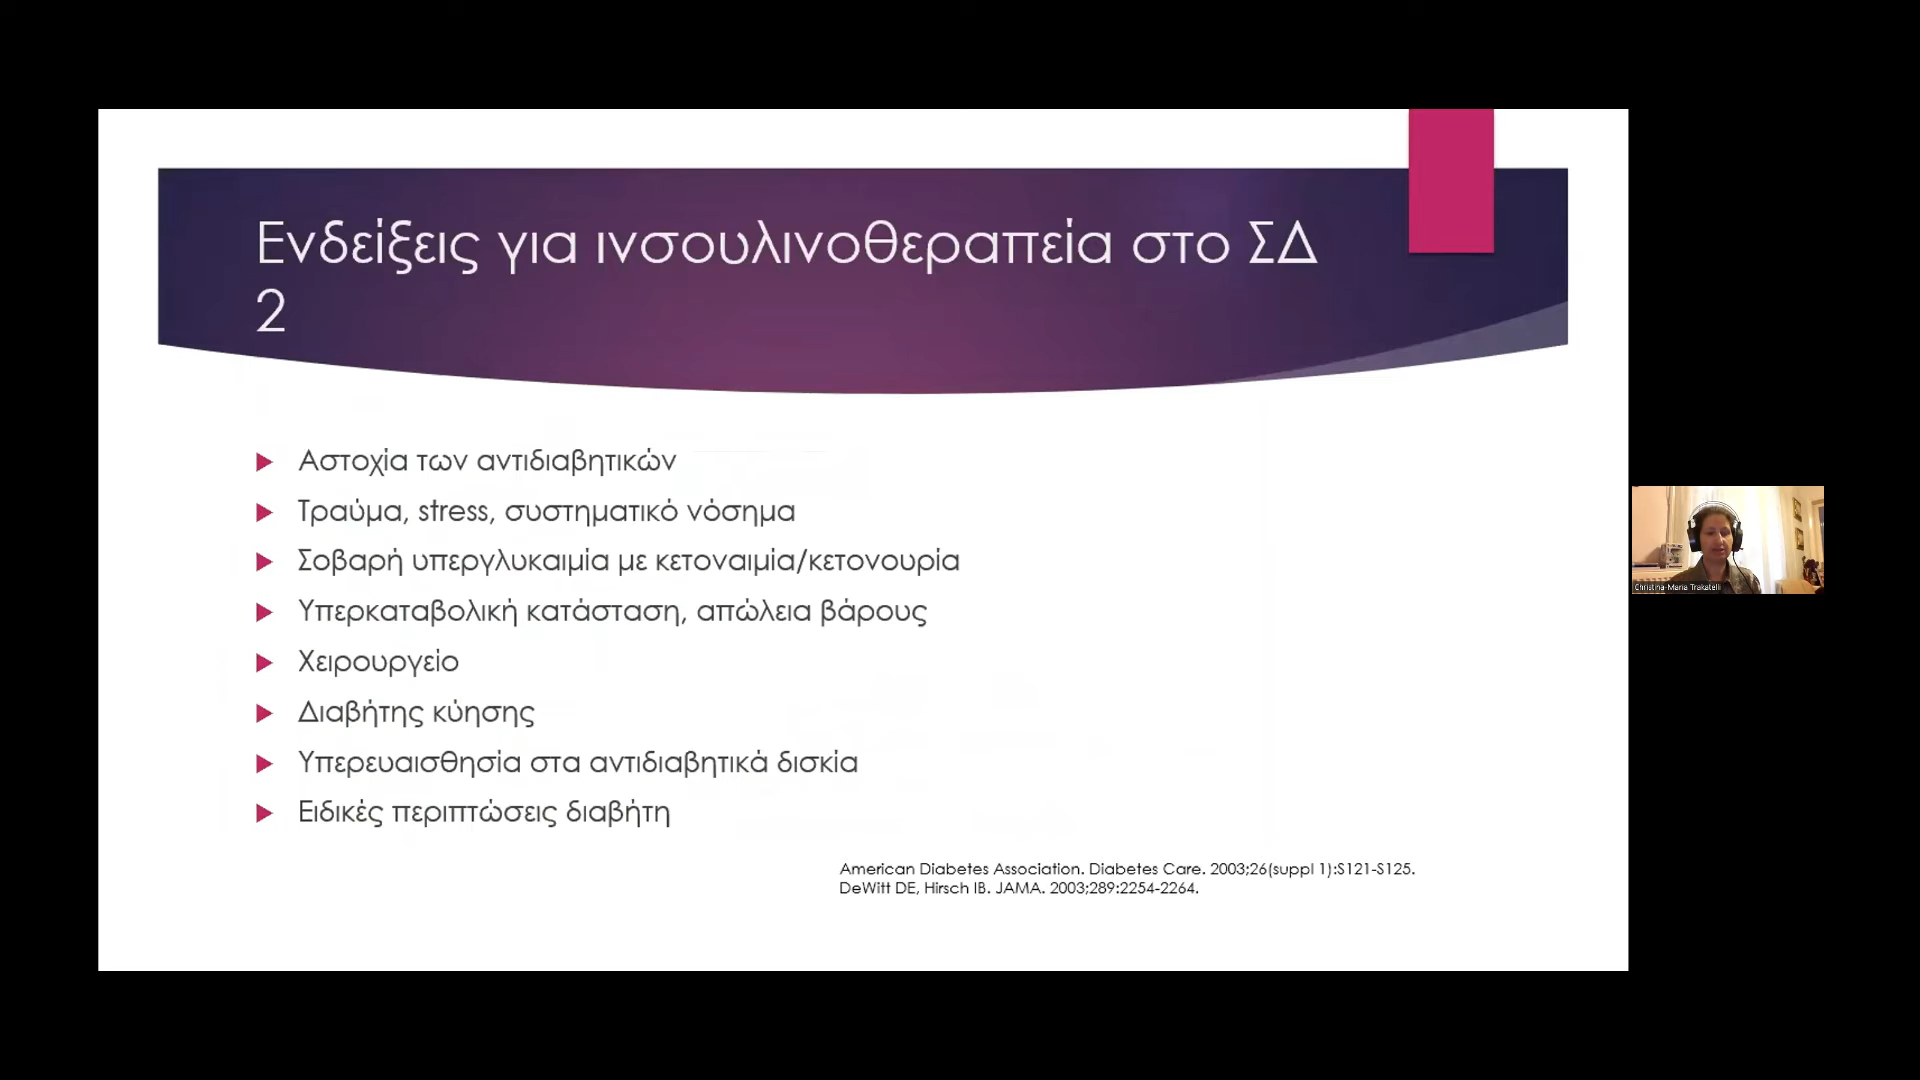 Ενδείξεις για ινσουλινοθεραπεία στο ΣΔ
2
Αστοχία των αντιδιαβητικών
Τραύμα, stress, συστηματικό νόσημα
Σοβαρή υπεργλυκαιμία με κετοναιμία/κετονουρία
Υπερκαταβολική κατάσταση, απώλεια βάρους
Χειρουργείο
Διαβήτης κύησης
Υπερευαισθησία στα αντιδιαβητικά δισκία
Ειδικές περιπτώσεις διαβήτη
American Diabetes Association. Diabetes Care. 2003;26(suppl 1):S121-S125.
DeWitt DE, Hirsch IB. JAMA. 2003;289:2254-2264.
Christina-Maria Trakatelli